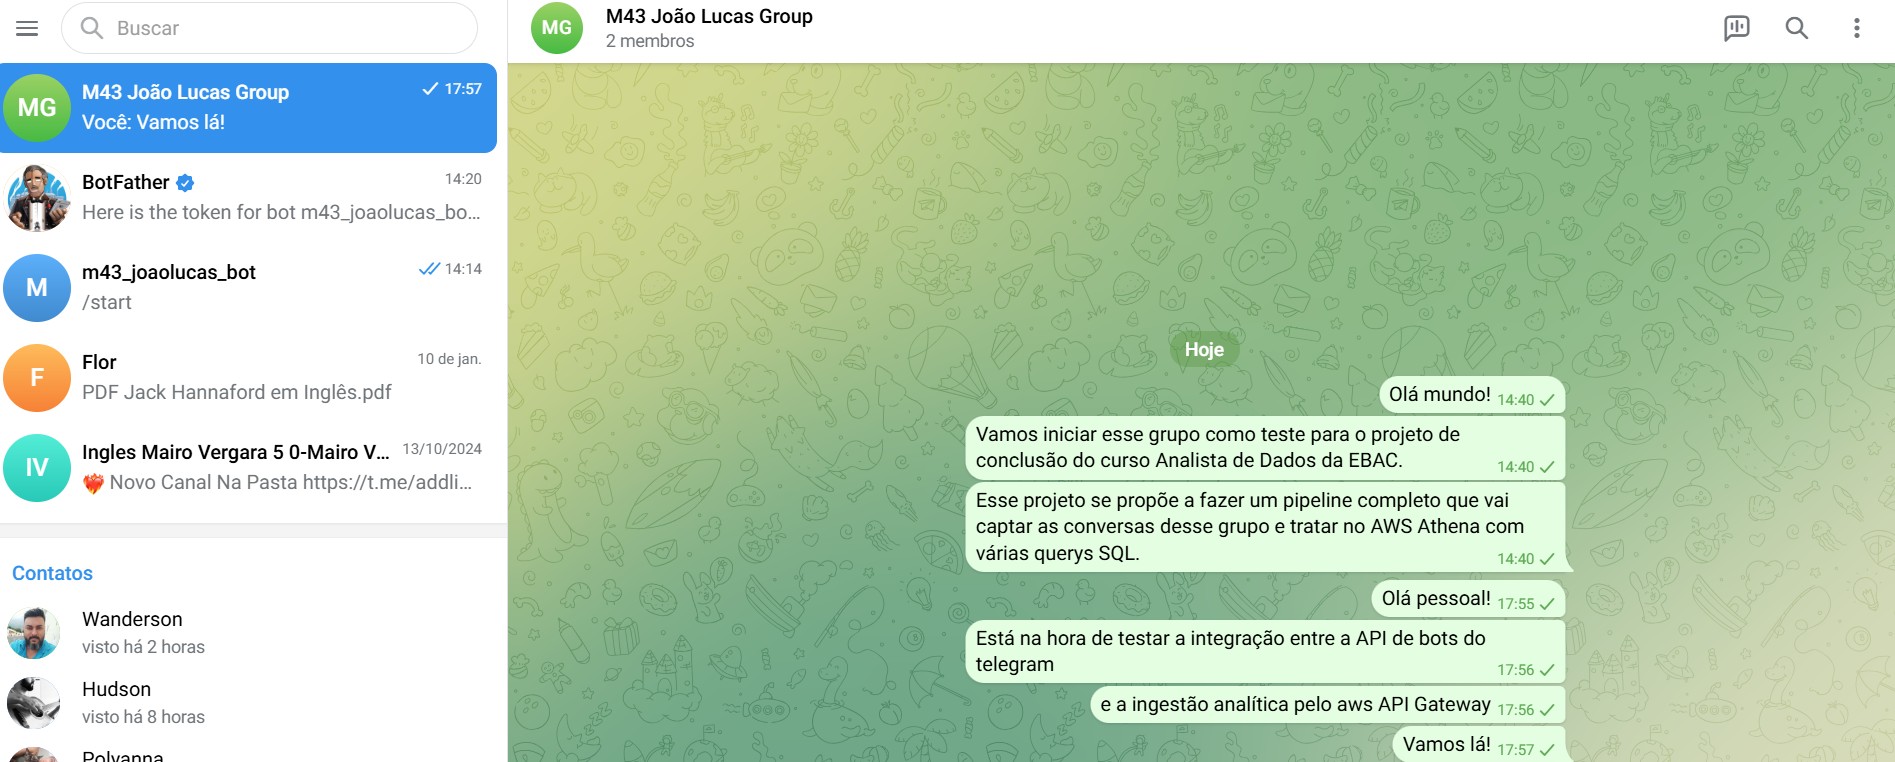 Buscar
MG
M43 João Lucas Group
17:57
Você: Vamos lá!
BotFather
14:20
Here is the token for bot m43_joaolucas_bo...
M
m43_joaolucas_bot
14:14
/start
F
Flor
10 de jan.
PDF Jack Hannaford em Inglês.pdf
IV
Ingles Mairo Vergara 5 0-Mairo V...
13/10/2024
Novo Canal Na Pasta https://t.me/addli...
Contatos
Wanderson
visto há 2 horas
Hudson
visto há 8 horas
Polyanna
MG
M43 João Lucas Group
2 membros
Hoje
Olá mundo! 14:40
Vamos iniciar esse grupo como teste para o projeto de
conclusão do curso Analista de Dados da EBAC. 14:40
Esse projeto se propõe a fazer um pipeline completo que vai
captar as conversas desse grupo e tratar no AWS Athena com
várias querys SQL. 14:40
Olá pessoal! 17:55
Está na hora de testar a integração entre a API de bots do
telegram 17:56
e a ingestão analítica pelo aws API Gateway 17:56
Vamos lá! 17:57